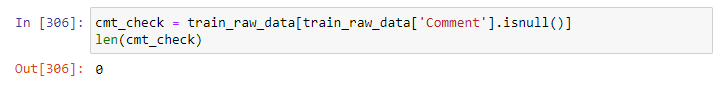 In [306]: cmt_check = train_raw_data[train_raw_data['Comment'].isnull()]
len(cmt_check)
Out[306]: 0